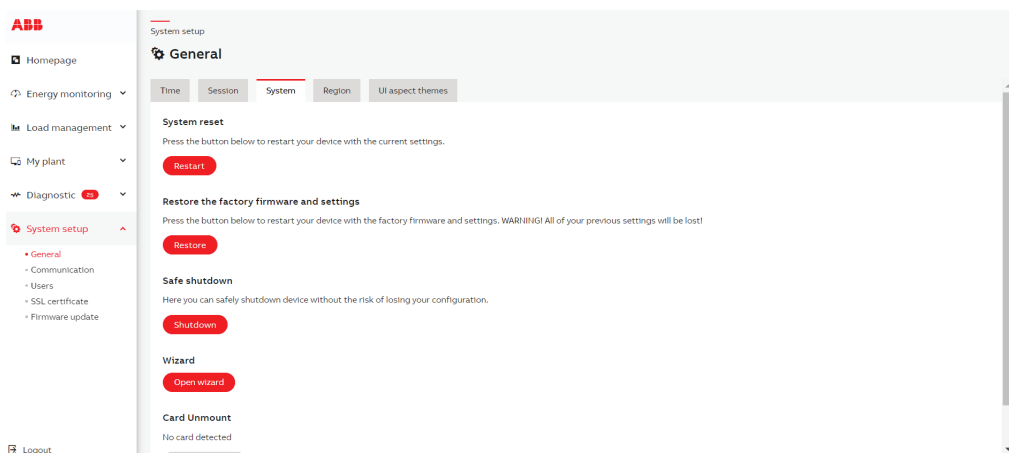 ABB
Homepage
Energy monitoring
Load management
My plant
Diagnostic 25
System setup
General
Communication
Users
SSL certificate
Firmware update
Logout
System setup
General
Time
Session
System
Region
UI aspect themes
System reset
Press the button below to restart your device with the current settings.
Restart
Restore the factory firmware and settings
Press the button below to restart your device with the factory firmware and settings. WARNING! All of your previous settings will be lost!
Restore
Safe shutdown
Here you can safely shutdown device without the risk of losing your configuration.
Shutdown
Wizard
Open wizard
Card Unmount
No card detected